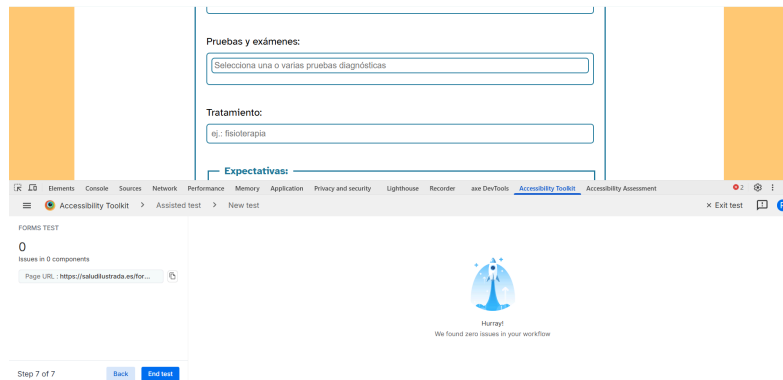 Pruebas y exámenes:
Selecciona una o varias pruebas diagnósticas
Tratamiento:
ej.: fisioterapia
Expectativas:
Elements Console Sources Network Performance Memory Application Privacy and security Lighthouse Recorder axe DevTools Accessibility Toolkit Accessibility Assessment 2
Accessibility Toolkit > Assisted test > New test × Exit test
FORMS TEST
0
Issues in 0 components
Page URL : https://saludilustrada.es/for...
Hurray!
We found zero issues in your workflow
Step 7 of 7 Back End test